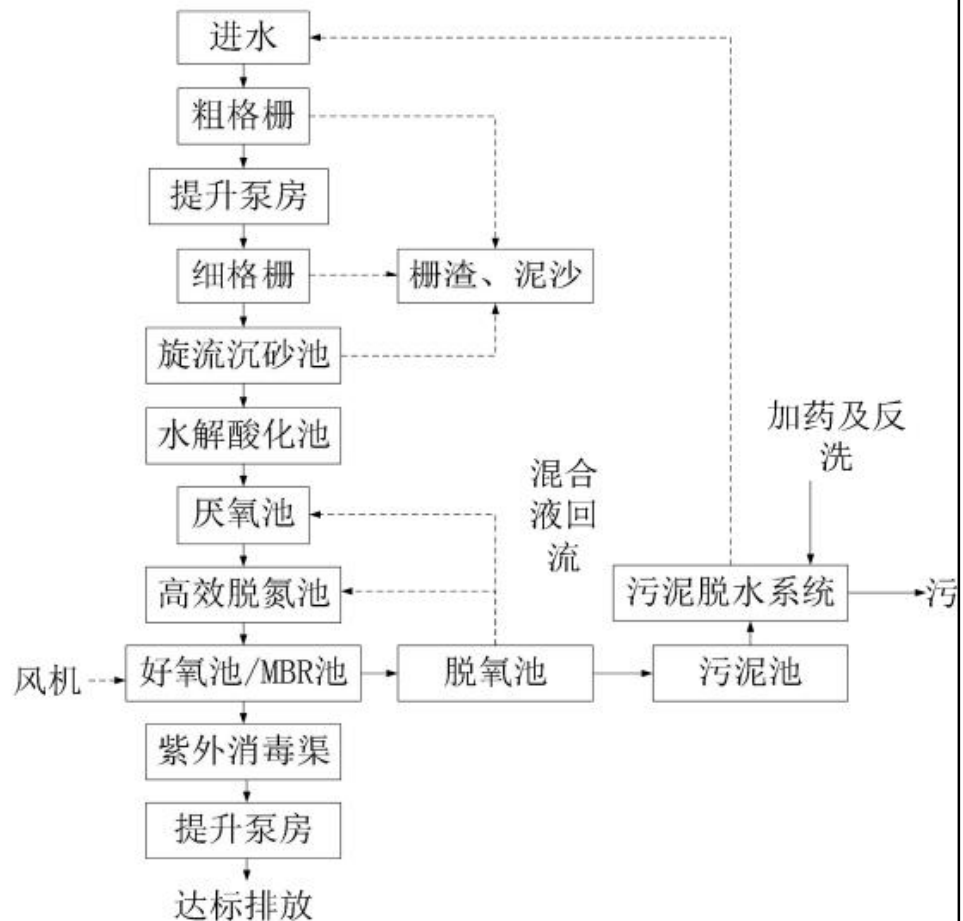 进水
粗格栅
提升泵房
细格栅
栅渣、泥沙
旋流沉砂池
水解酸化池
加药及反
洗
混合
液回
流
厌氧池
高效脱氮池
污泥脱水系统
污
风机
好氧池/MBR池
脱氧池
污泥池
紫外消毒渠
提升泵房
达标排放